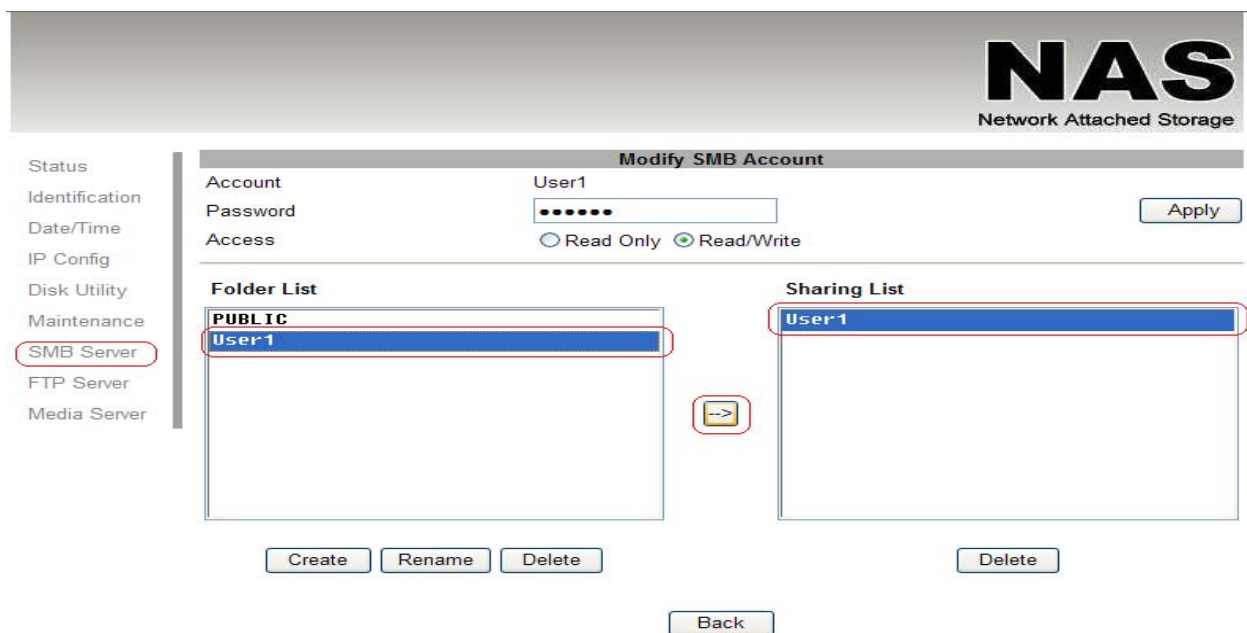 NAS
Network Attached Storage
Status
Identification
Date/Time
IP Config
Disk Utility
Maintenance
SMB Server
FTP Server
Media Server
Modify SMB Account
Account User1
Password ●●●●●●
Apply
Access Read Only Read/Write
Folder List
PUBLIC
User1
-->
Sharing List
User1
Create Rename Delete
Delete
Back